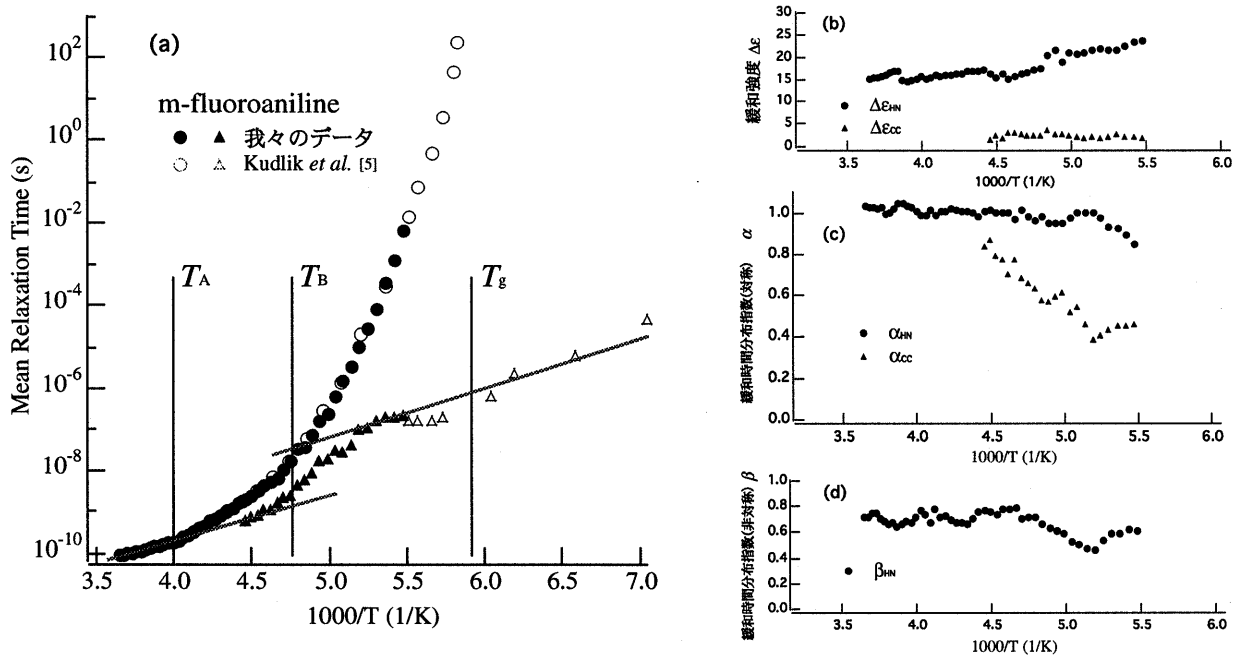 (a)
m-fluoroaniline
我々のデータ
Kudlik et al. [5]
T_A
T_B
T_g
Mean Relaxation Time (s)
10^2
10^0
10^-2
10^-4
10^-6
10^-8
10^-10
3.5 4.0 4.5 5.0 5.5 6.0 6.5 7.0
1000/T (1/K)
(b)
緩和強度 Δε
30
25
20
15
10
5
0
Δε_HN
Δε_CC
3.5 4.0 4.5 5.0 5.5 6.0
1000/T (1/K)
(c)
緩和時間分布指数(対称) α
1.0
0.8
0.6
0.4
0.2
0.0
α_HN
α_CC
3.5 4.0 4.5 5.0 5.5 6.0
1000/T (1/K)
(d)
緩和時間分布指数(非対称) β
1.0
0.8
0.6
0.4
0.2
0.0
β_HN
3.5 4.0 4.5 5.0 5.5 6.0
1000/T (1/K)